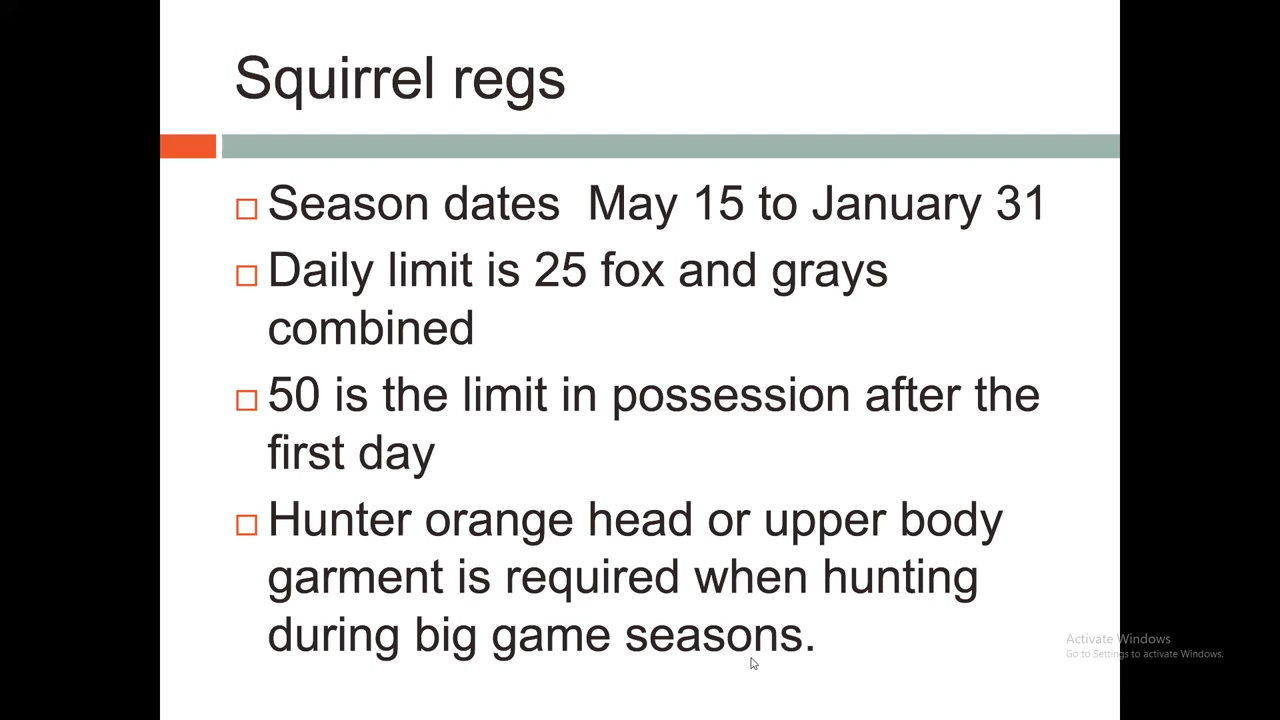 Squirrel regs
Season dates  May 15 to January 31
Daily limit is 25 fox and grays
combined
50 is the limit in possession after the
first day
Hunter orange head or upper body
garment is required when hunting
during big game seasons.
Activate Windows
Go to Settings to activate Windows.